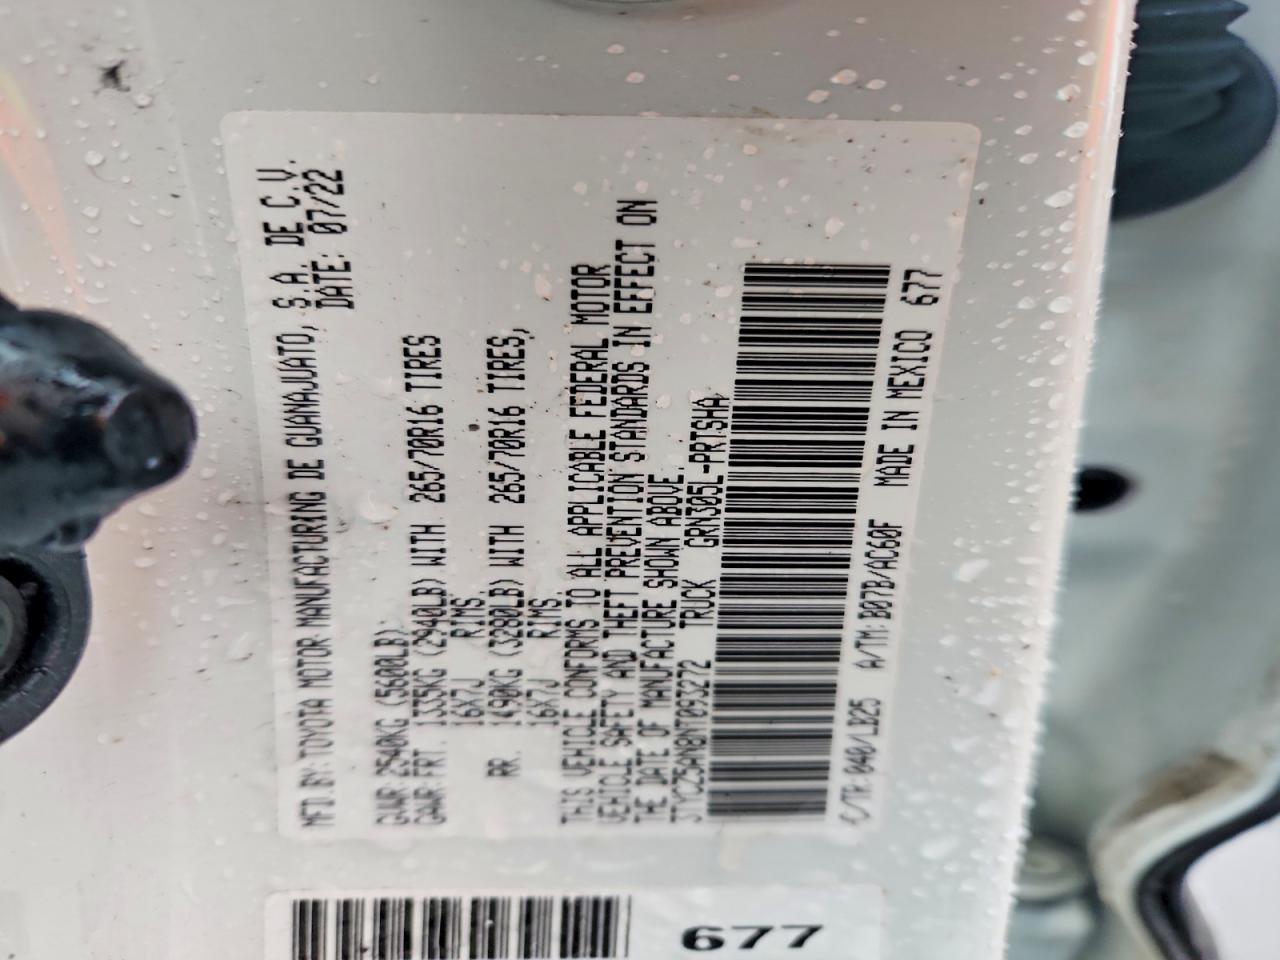 MFD. BY: TOYOTA MOTOR MANUFACTURING DE GUANAJUATO, S.A. DE C.V.
DATE: 07/22
GVWR 2540KG (5600LB):
GAWR FRT. 1335KG (2940LB) WITH 265/70R16 TIRES
16X7J RIMS,
RR. 1490KG (3280LB) WITH 265/70R16 TIRES,
16X7J RIMS.
THIS VEHICLE CONFORMS TO ALL APPLICABLE FEDERAL MOTOR
VEHICLE SAFETY AND THEFT PREVENTION STANDARDS IN EFFECT ON
THE DATE OF MANUFACTURE SHOWN ABOVE.
3TYCZ5AN8NT093272 TRUCK GRN305L-PRTSHA
C/TR: 040/LB25 A/TM: B07B/AC60F MADE IN MEXICO 677
677